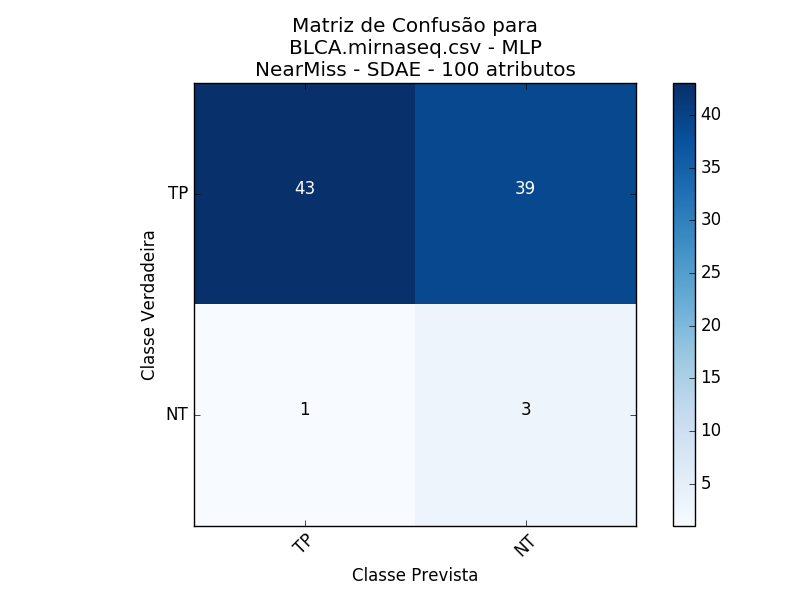 Matriz de Confusão para
BLCA.mirnaseq.csv - MLP
NearMiss - SDAE - 100 atributos
Classe Verdadeira
TP
43
39
NT
1
3
TP
NT
Classe Prevista
40
35
30
25
20
15
10
5